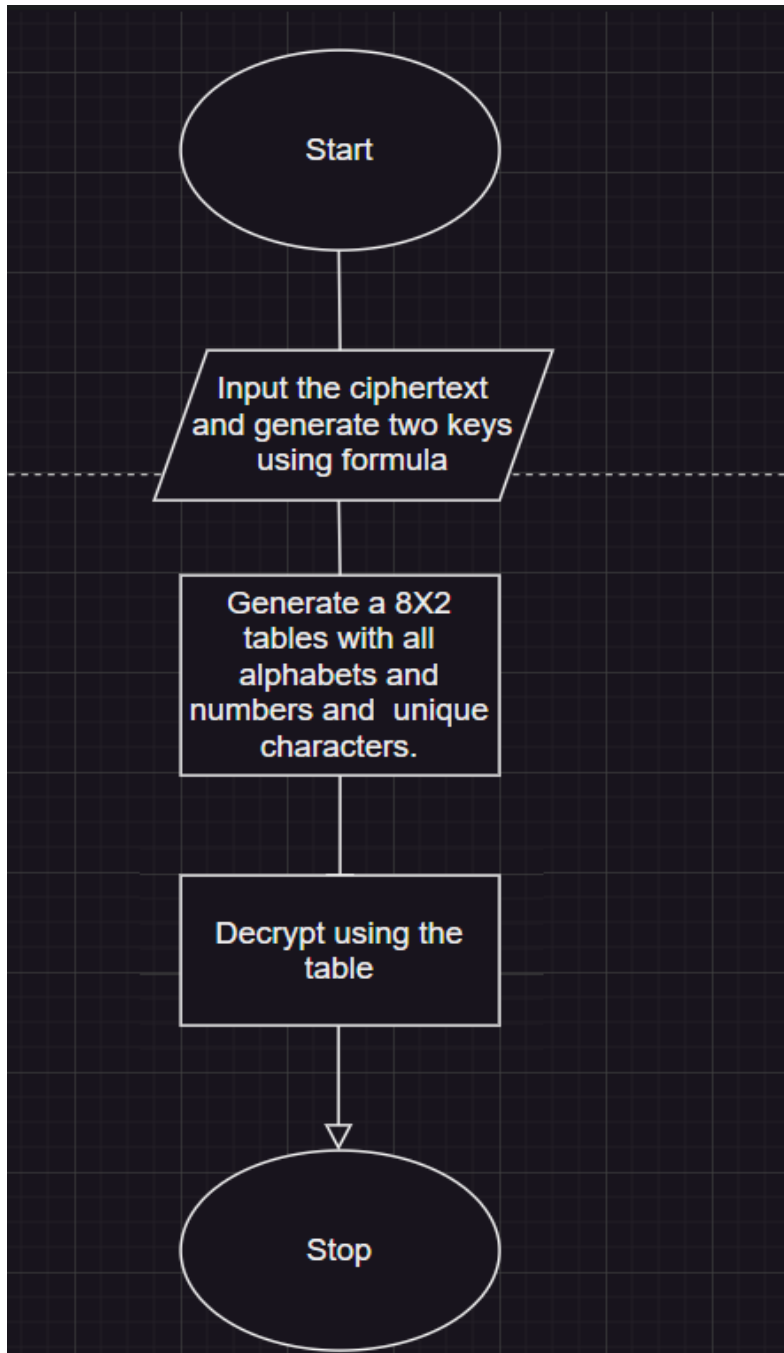 Start
Input the ciphertext
and generate two keys
using formula
Generate a 8X2
tables with all
alphabets and
numbers and  unique
characters.
Decrypt using the
table
Stop